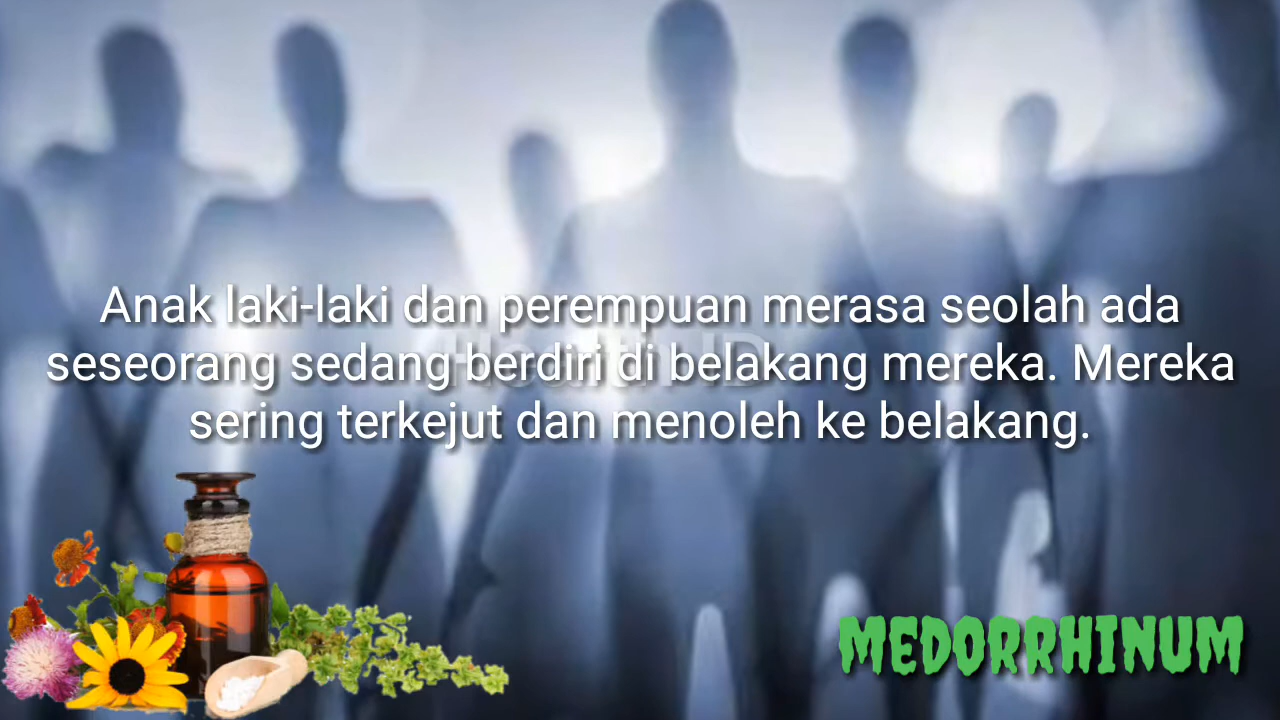 Anak laki-laki dan perempuan merasa seolah ada
seseorang sedang berdiri di belakang mereka. Mereka
sering terkejut dan menoleh ke belakang.
MEDORRHINUM